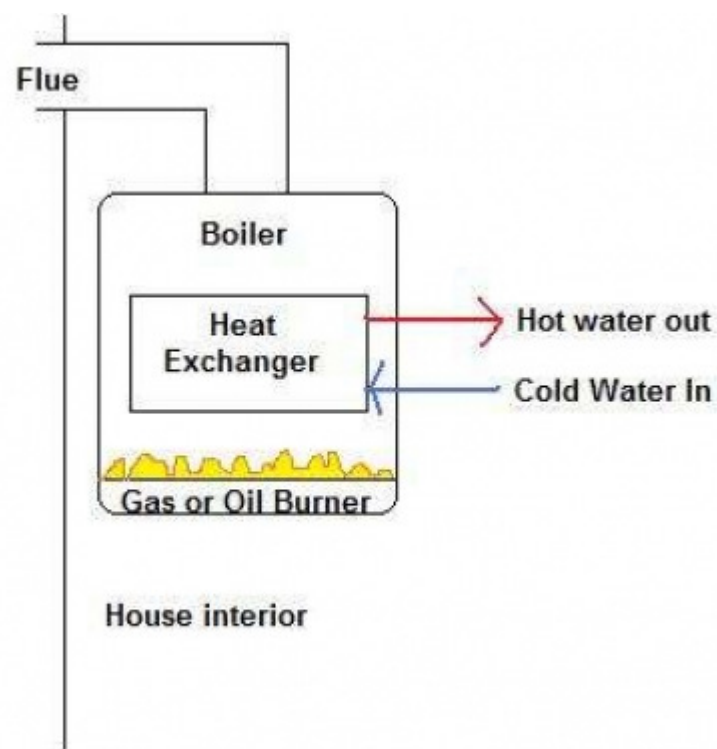 Flue
Boiler
Heat
Exchanger
Hot water out
Cold Water In
Gas or Oil Burner
House interior